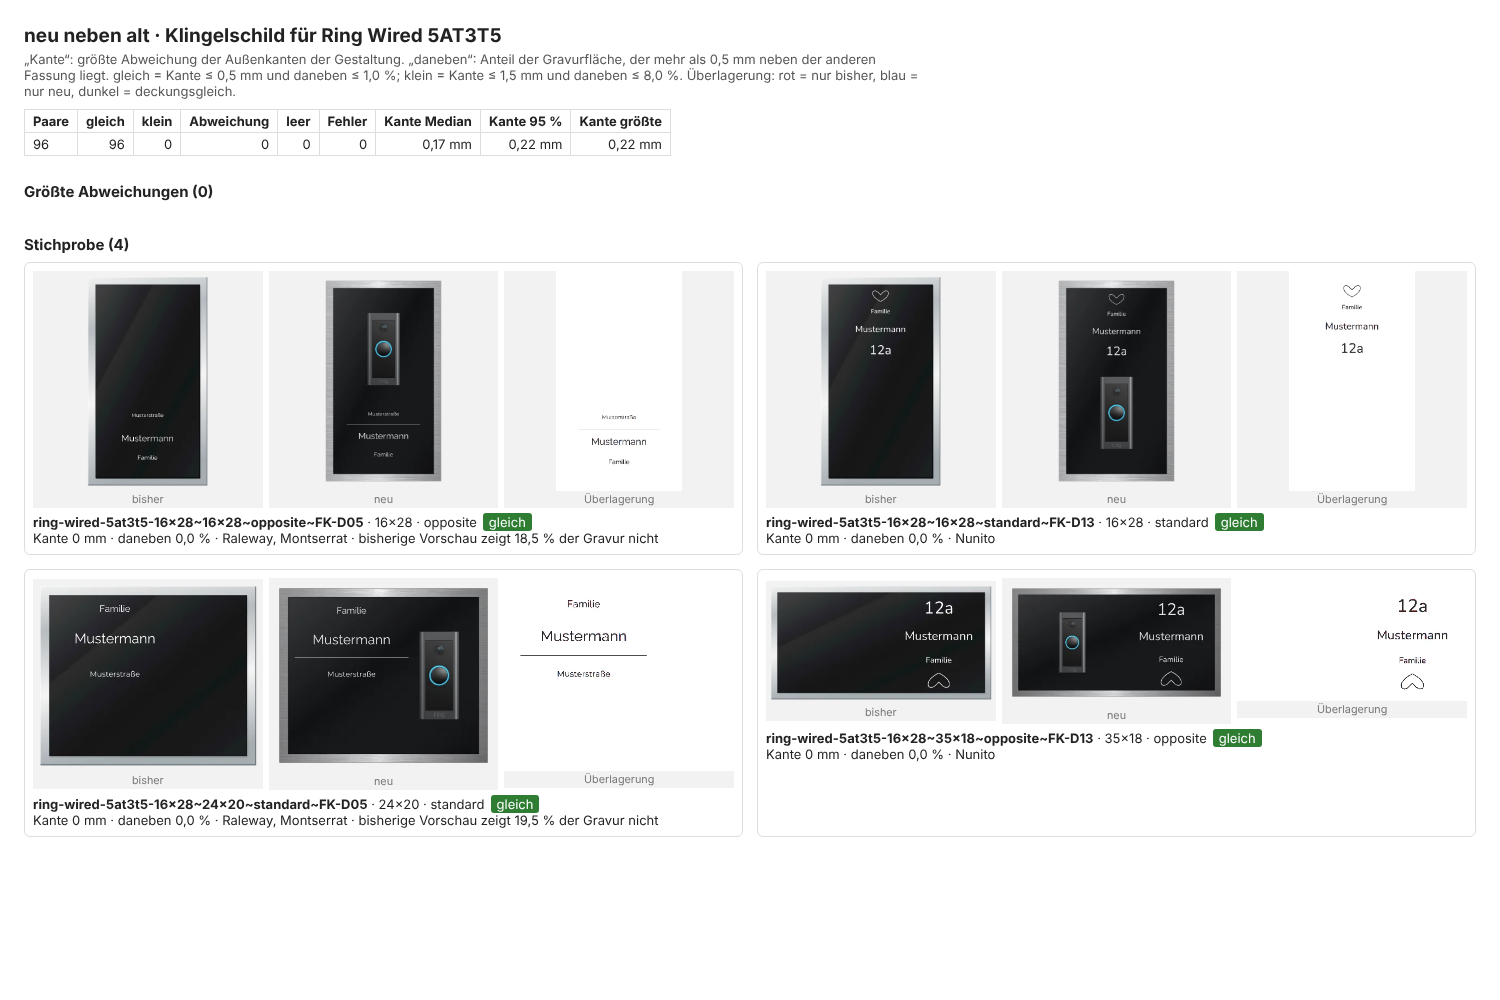 neu neben alt · Klingelschild für Ring Wired 5AT3T5
„Kante“: größte Abweichung der Außenkanten der Gestaltung. „daneben“: Anteil der Gravurfläche, der mehr als 0,5 mm neben der anderen
Fassung liegt. gleich = Kante ≤ 0,5 mm und daneben ≤ 1,0 %; klein = Kante ≤ 1,5 mm und daneben ≤ 8,0 %. Überlagerung: rot = nur bisher, blau =
nur neu, dunkel = deckungsgleich.
Paare gleich klein Abweichung leer Fehler Kante Median Kante 95 % Kante größte
96 96 0 0 0 0 0,17 mm 0,22 mm 0,22 mm
Größte Abweichungen (0)
Stichprobe (4)
Musterstraße
Mustermann
Familie
bisher
Musterstraße
Mustermann
Familie
neu
Musterstraße
Mustermann
Familie
Überlagerung
ring-wired-5at3t5-16×28~16×28~opposite~FK-D05 · 16×28 · opposite gleich
Kante 0 mm · daneben 0,0 % · Raleway, Montserrat · bisherige Vorschau zeigt 18,5 % der Gravur nicht
Familie
Mustermann
12a
bisher
Familie
Mustermann
12a
neu
Familie
Mustermann
12a
Überlagerung
ring-wired-5at3t5-16×28~16×28~standard~FK-D13 · 16×28 · standard gleich
Kante 0 mm · daneben 0,0 % · Nunito
Familie
Mustermann
Musterstraße
bisher
Familie
Mustermann
Musterstraße
neu
Familie
Mustermann
Musterstraße
Überlagerung
ring-wired-5at3t5-16×28~24×20~standard~FK-D05 · 24×20 · standard gleich
Kante 0 mm · daneben 0,0 % · Raleway, Montserrat · bisherige Vorschau zeigt 19,5 % der Gravur nicht
12a
Mustermann
Familie
bisher
12a
Mustermann
Familie
neu
12a
Mustermann
Familie
Überlagerung
ring-wired-5at3t5-16×28~35×18~opposite~FK-D13 · 35×18 · opposite gleich
Kante 0 mm · daneben 0,0 % · Nunito